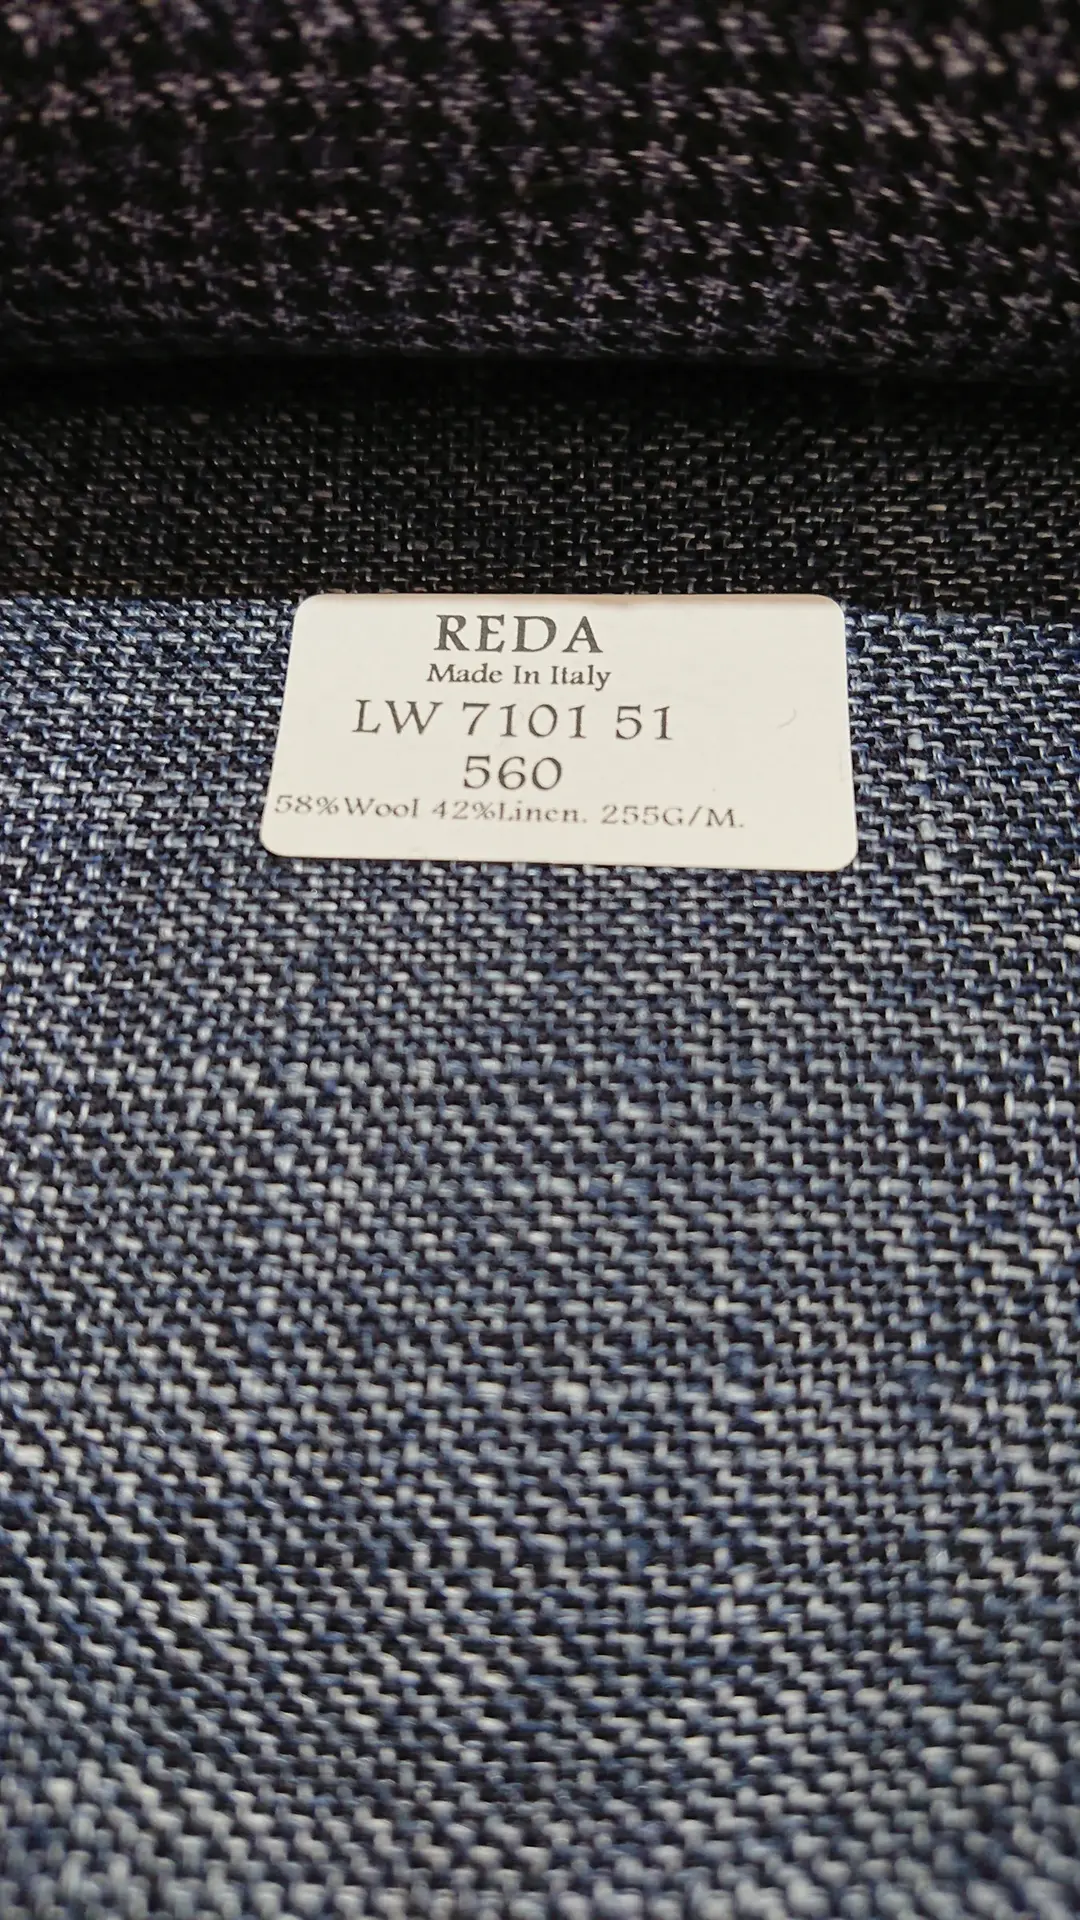 REDA
Made In Italy
LW 7101 51
560
58%Wool 42%Linen. 255G/M.